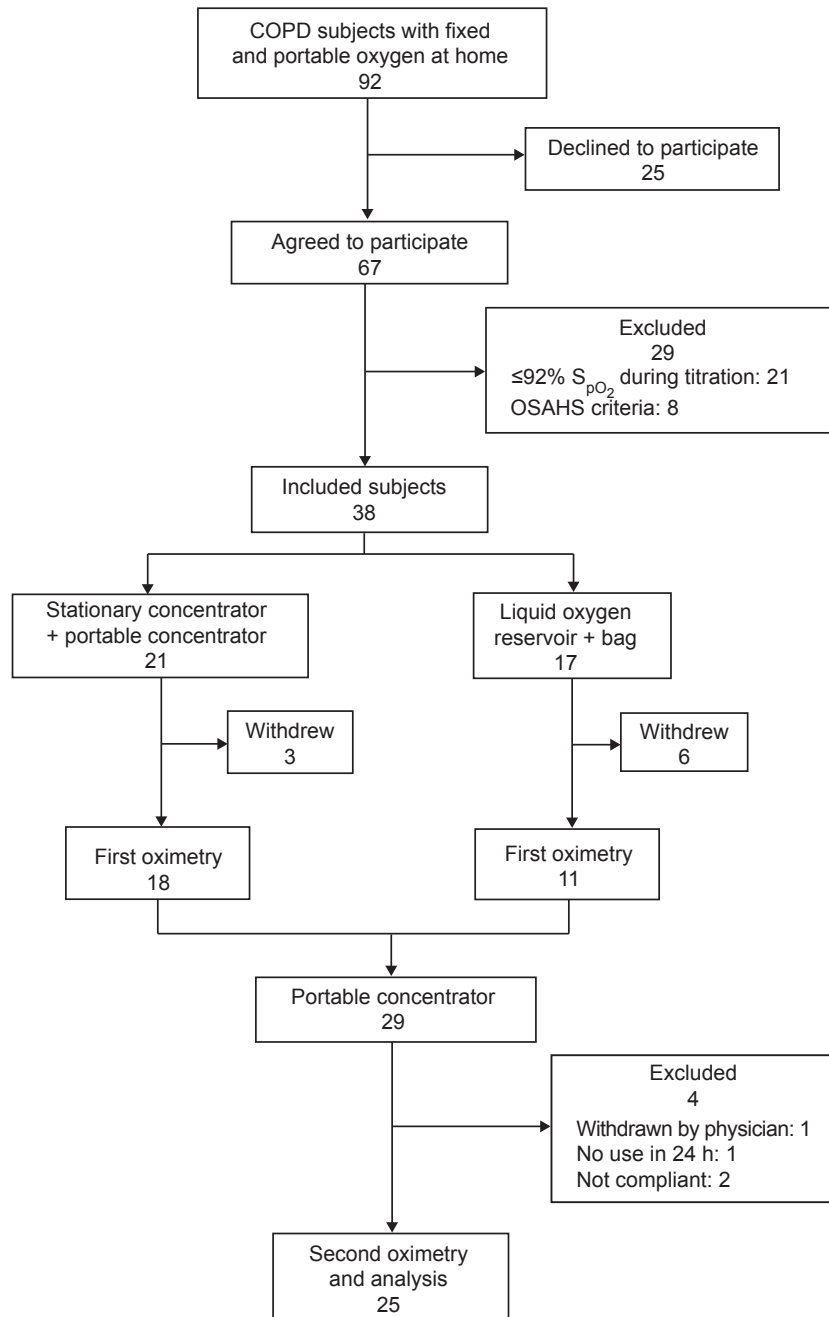 COPD subjects with fixed
and portable oxygen at home
92
Declined to participate
25
Agreed to participate
67
Excluded
29
≤92% SpO2 during titration: 21
OSAHS criteria: 8
Included subjects
38
Stationary concentrator
+ portable concentrator
21
Liquid oxygen
reservoir + bag
17
Withdrew
3
Withdrew
6
First oximetry
18
First oximetry
11
Portable concentrator
29
Excluded
4
Withdrawn by physician: 1
No use in 24 h: 1
Not compliant: 2
Second oximetry
and analysis
25